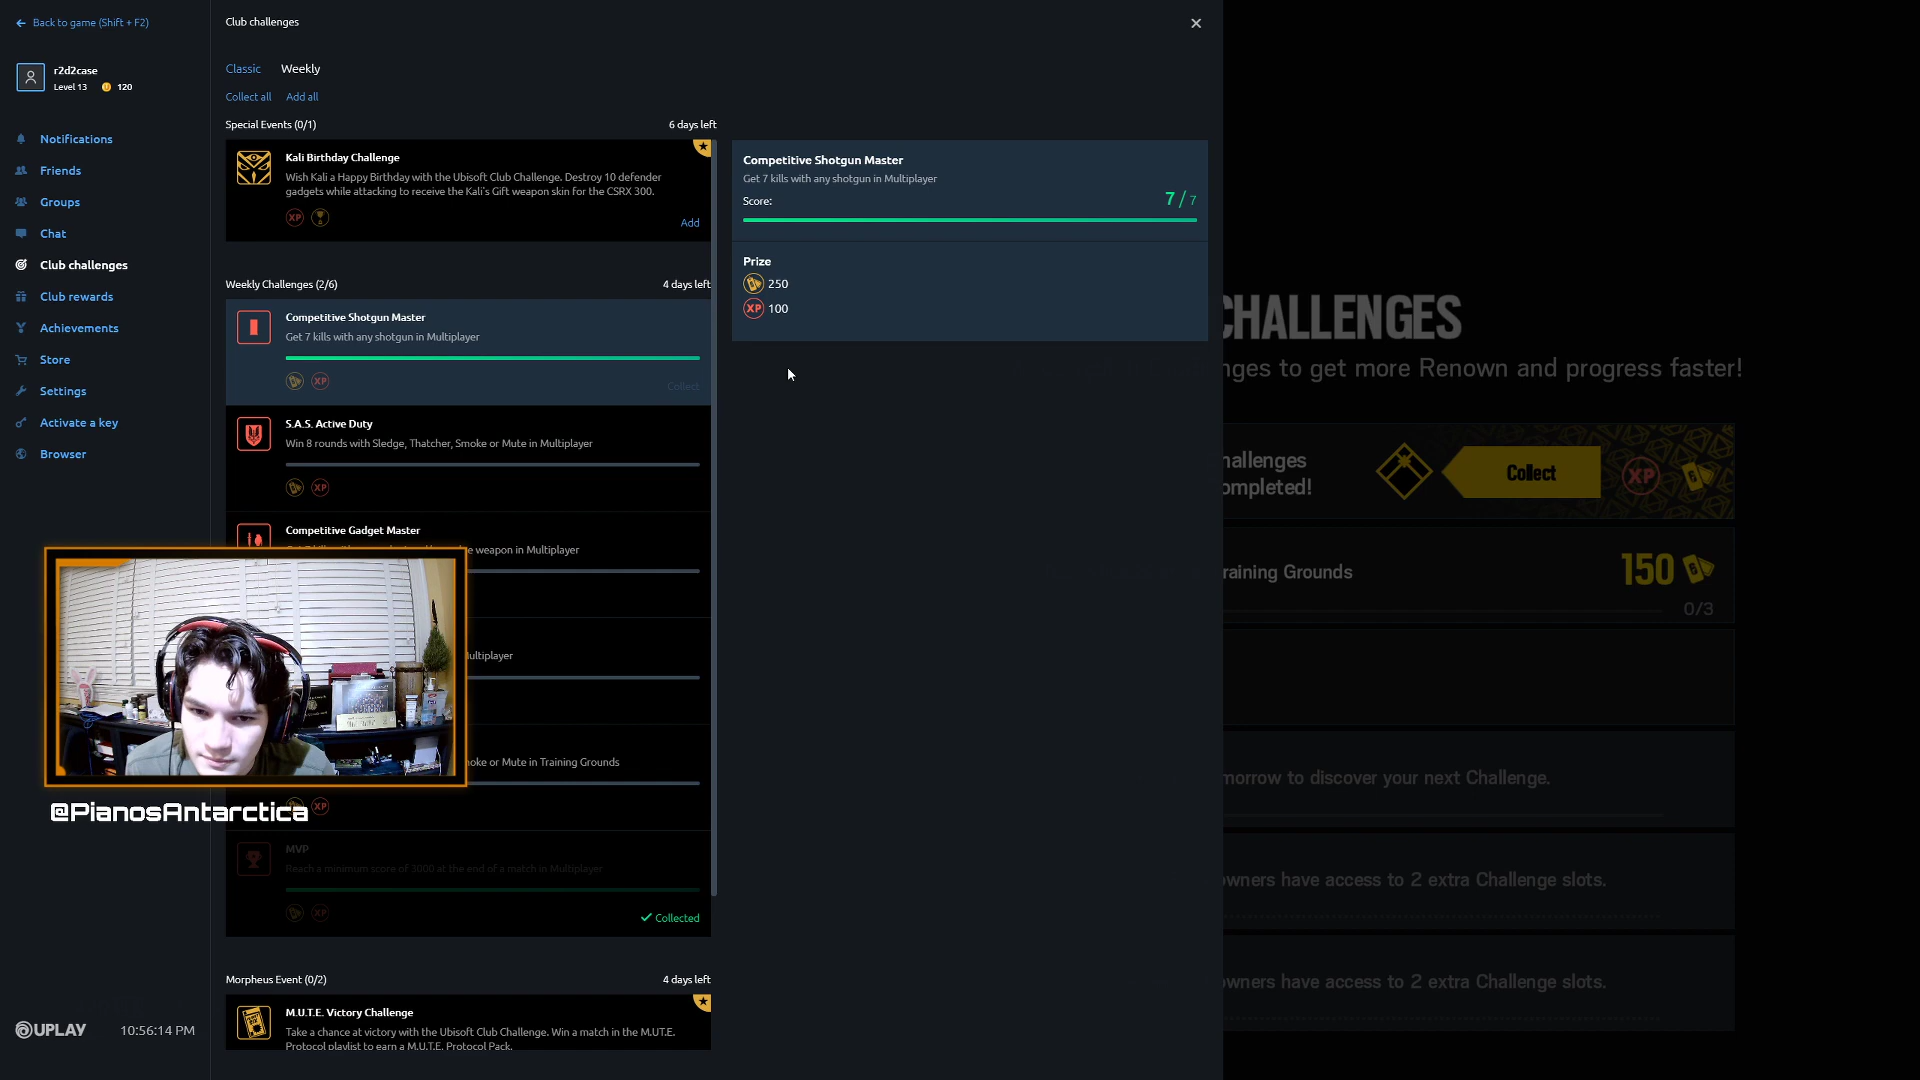 Back to game (Shift + F2)
r2d2case
Level 13
120
Notifications
Friends
Groups
Chat
Club challenges
Club rewards
Achievements
Store
Settings
Activate a key
Browser
UPLAY
10:56:14 PM
@PianosAntarctica
Club challenges
Classic
Weekly
Collect all
Add all
Special Events (0/1)
6 days left
Kali Birthday Challenge
Wish Kali a Happy Birthday with the Ubisoft Club Challenge. Destroy 10 defender
gadgets while attacking to receive the Kali's Gift weapon skin for the CSRX 300.
XP
Add
Weekly Challenges (2/6)
4 days left
Competitive Shotgun Master
Get 7 kills with any shotgun in Multiplayer
XP
Collect
S.A.S. Active Duty
Win 8 rounds with Sledge, Thatcher, Smoke or Mute in Multiplayer
XP
Competitive Gadget Master
weapon in Multiplayer
ultiplayer
oke or Mute in Training Grounds
XP
MVP
Reach a minimum score of 3000 at the end of a match in Multiplayer
XP
Collected
Morpheus Event (0/2)
4 days left
M.U.T.E. Victory Challenge
Take a chance at victory with the Ubisoft Club Challenge. Win a match in the M.U.T.E.
Protocol playlist to earn a M.U.T.E. Protocol Pack.
Competitive Shotgun Master
Get 7 kills with any shotgun in Multiplayer
Score:
7 / 7
Prize
250
XP 100
CHALLENGES
nges to get more Renown and progress faster!
hallenges
ompleted!
Collect
XP
raining Grounds
150
0/3
morrow to discover your next Challenge.
owners have access to 2 extra Challenge slots.
owners have access to 2 extra Challenge slots.